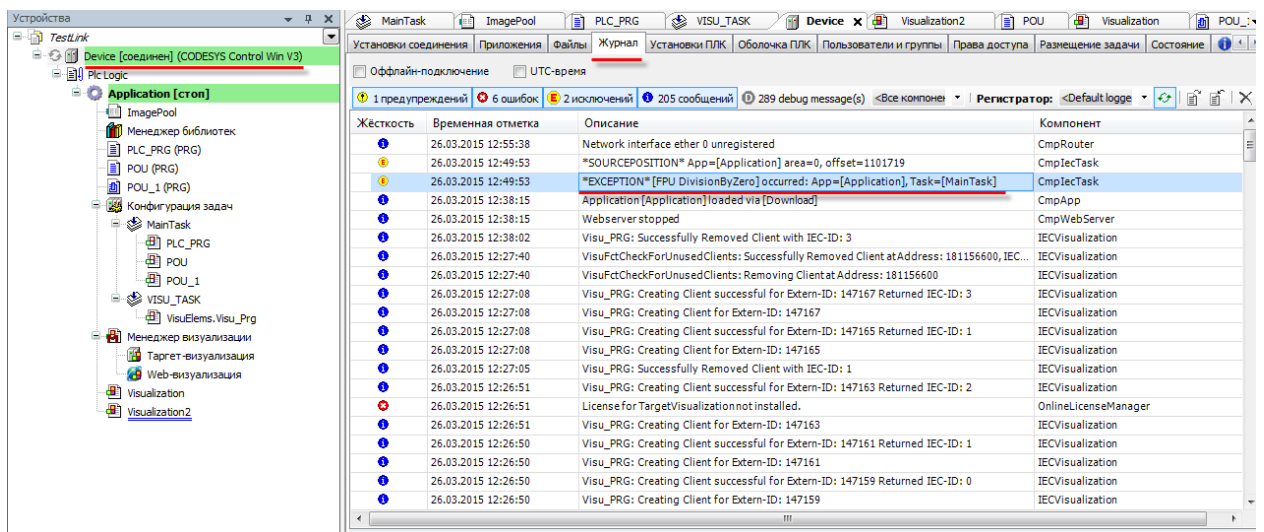 Устройства
TestLink
Device [соединен] (CODESYS Control Win V3)
Plc Logic
Application [стоп]
ImagePool
Менеджер библиотек
PLC_PRG (PRG)
POU (PRG)
POU_1 (PRG)
Конфигурация задач
MainTask
PLC_PRG
POU
POU_1
VISU_TASK
VisuElems.Visu_Prg
Менеджер визуализации
Таргет-визуализация
Web-визуализация
Visualization
Visualization2
MainTask ImagePool PLC_PRG VISU_TASK Device Visualization2 POU Visualization POU_1
Установки соединения Приложения Файлы Журнал Установки ПЛК Оболочка ПЛК Пользователи и группы Права доступа Размещение задачи Состояние
Оффлайн-подключение UTC-время
1 предупреждений 6 ошибок 2 исключений 205 сообщений 289 debug message(s) <Все компонен Регистратор: <Default logge
Жёсткость Временная отметка Описание Компонент
26.03.2015 12:55:38 Network interface ether 0 unregistered CmpRouter
26.03.2015 12:49:53 *SOURCEPOSITION* App=[Application] area=0, offset=1101719 CmpIecTask
26.03.2015 12:49:53 *EXCEPTION* [FPU DivisionByZero] occurred: App=[Application], Task=[MainTask] CmpIecTask
26.03.2015 12:38:15 Application [Application] loaded via [Download] CmpApp
26.03.2015 12:38:15 Webserver stopped CmpWebServer
26.03.2015 12:38:02 Visu_PRG: Successfully Removed Client with IEC-ID: 3 IECVisualization
26.03.2015 12:27:40 VisuFctCheckForUnusedClients: Successfully Removed Client at Address: 181156600, IEC... IECVisualization
26.03.2015 12:27:40 VisuFctCheckForUnusedClients: Removing Client at Address: 181156600 IECVisualization
26.03.2015 12:27:08 Visu_PRG: Creating Client successful for Extern-ID: 147167 Returned IEC-ID: 3 IECVisualization
26.03.2015 12:27:08 Visu_PRG: Creating Client for Extern-ID: 147167 IECVisualization
26.03.2015 12:27:08 Visu_PRG: Creating Client successful for Extern-ID: 147165 Returned IEC-ID: 1 IECVisualization
26.03.2015 12:27:08 Visu_PRG: Creating Client for Extern-ID: 147165 IECVisualization
26.03.2015 12:27:05 Visu_PRG: Successfully Removed Client with IEC-ID: 1 IECVisualization
26.03.2015 12:26:51 Visu_PRG: Creating Client successful for Extern-ID: 147163 Returned IEC-ID: 2 IECVisualization
26.03.2015 12:26:51 License for TargetVisualization not installed. OnlineLicenseManager
26.03.2015 12:26:51 Visu_PRG: Creating Client for Extern-ID: 147163 IECVisualization
26.03.2015 12:26:50 Visu_PRG: Creating Client successful for Extern-ID: 147161 Returned IEC-ID: 1 IECVisualization
26.03.2015 12:26:50 Visu_PRG: Creating Client for Extern-ID: 147161 IECVisualization
26.03.2015 12:26:50 Visu_PRG: Creating Client successful for Extern-ID: 147159 Returned IEC-ID: 0 IECVisualization
26.03.2015 12:26:50 Visu_PRG: Creating Client for Extern-ID: 147159 IECVisualization